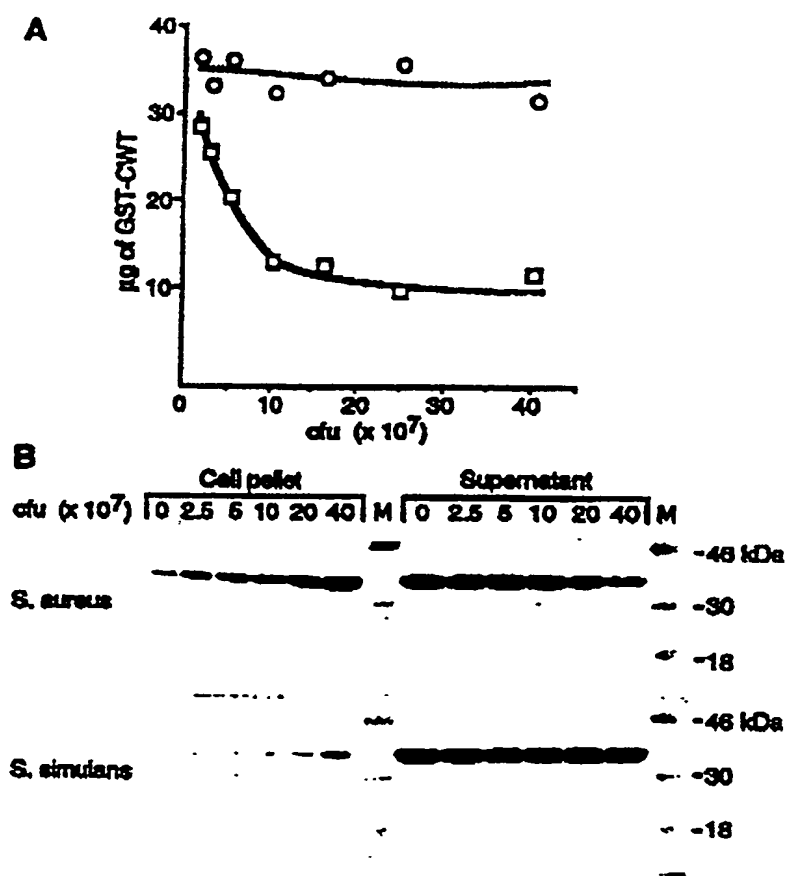 A
40
30
20
10
µg of GST-CWT
0 10 20 30 40
cfu (x 10⁷)
B
Cell pellet Supernatant
cfu (x 10⁷) 0 2.5 5 10 20 40 M 0 2.5 5 10 20 40 M
-46 kDa
S. aureus
-30
-18
-46 kDa
S. simulans
-30
-18